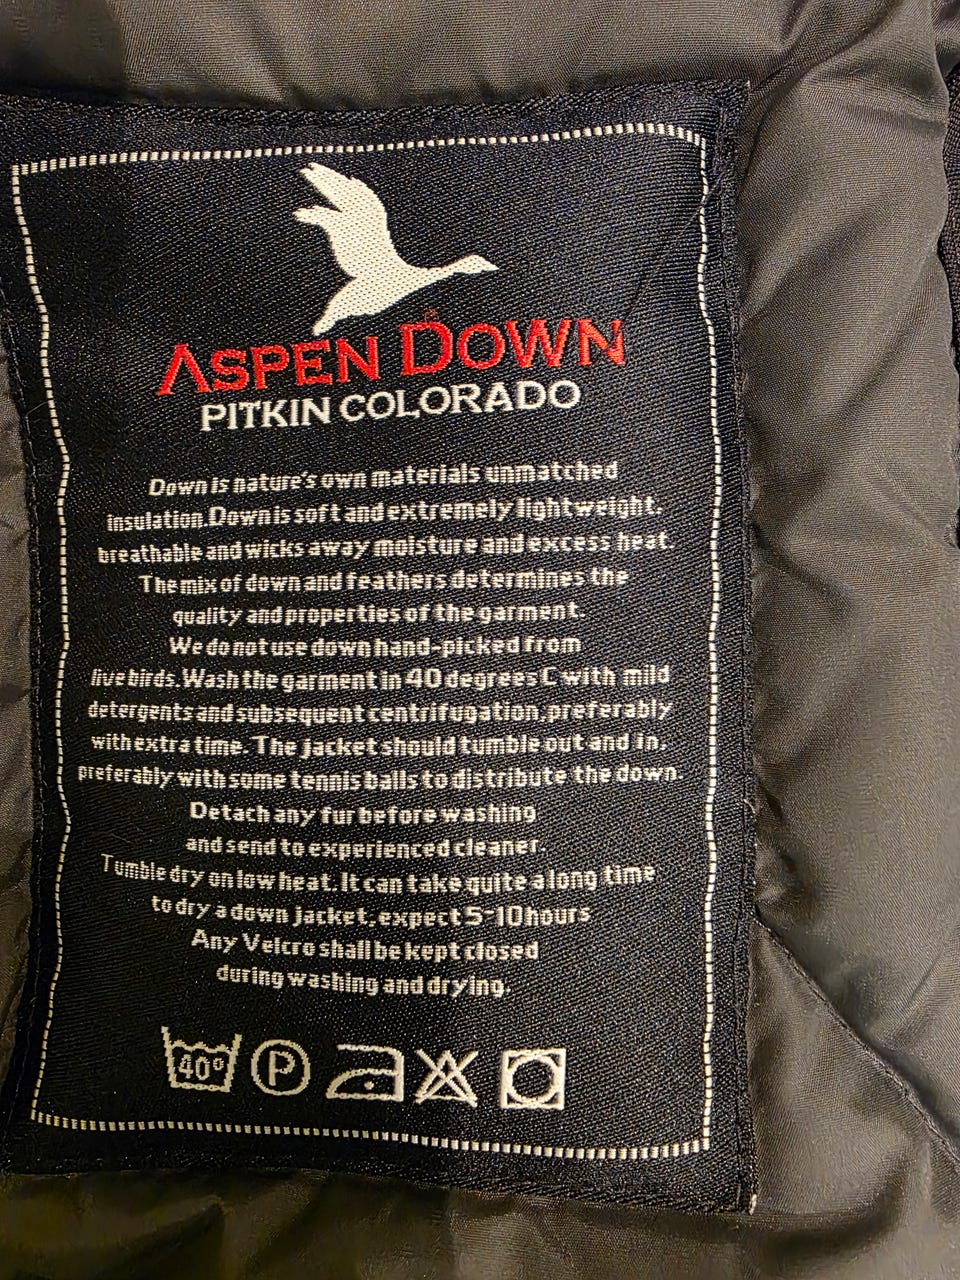 ASPEN DOWN
PITKIN COLORADO
Down is nature's own materials unmatched
insulation. Down is soft and extremely lightweight.
breathable and wicks away moisture and excess heat.
The mix of down and feathers determines the
quality and properties of the garment.
We do not use down hand-picked from
live birds. Wash the garment in 40 degrees C with mild
detergents and subsequent centrifugation, preferably
with extra time. The jacket should tumble out and in,
preferably with some tennis balls to distribute the down.
Detach any fur before washing
and send to experienced cleaner.
Tumble dry on low heat. It can take quite a long time
to dry a down jacket, expect 5-10 hours
Any Velcro shall be kept closed
during washing and drying.
40° P